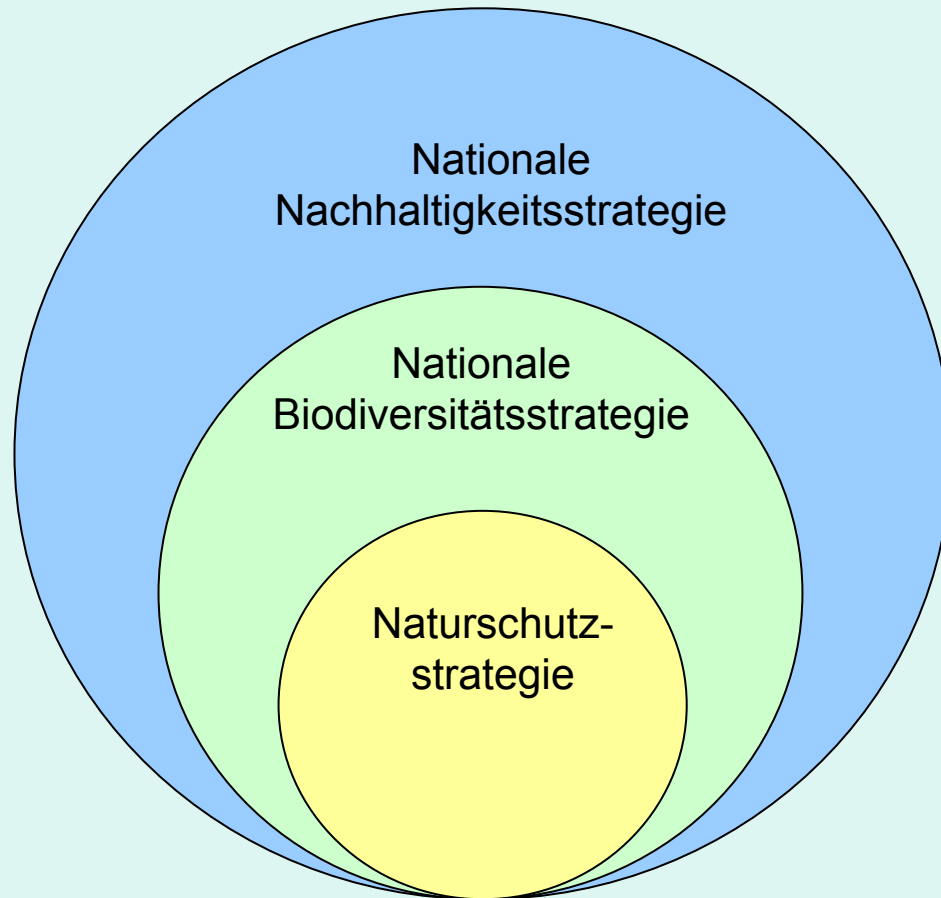 Nationale
Nachhaltigkeitsstrategie
Nationale
Biodiversitätsstrategie
Naturschutz-
strategie